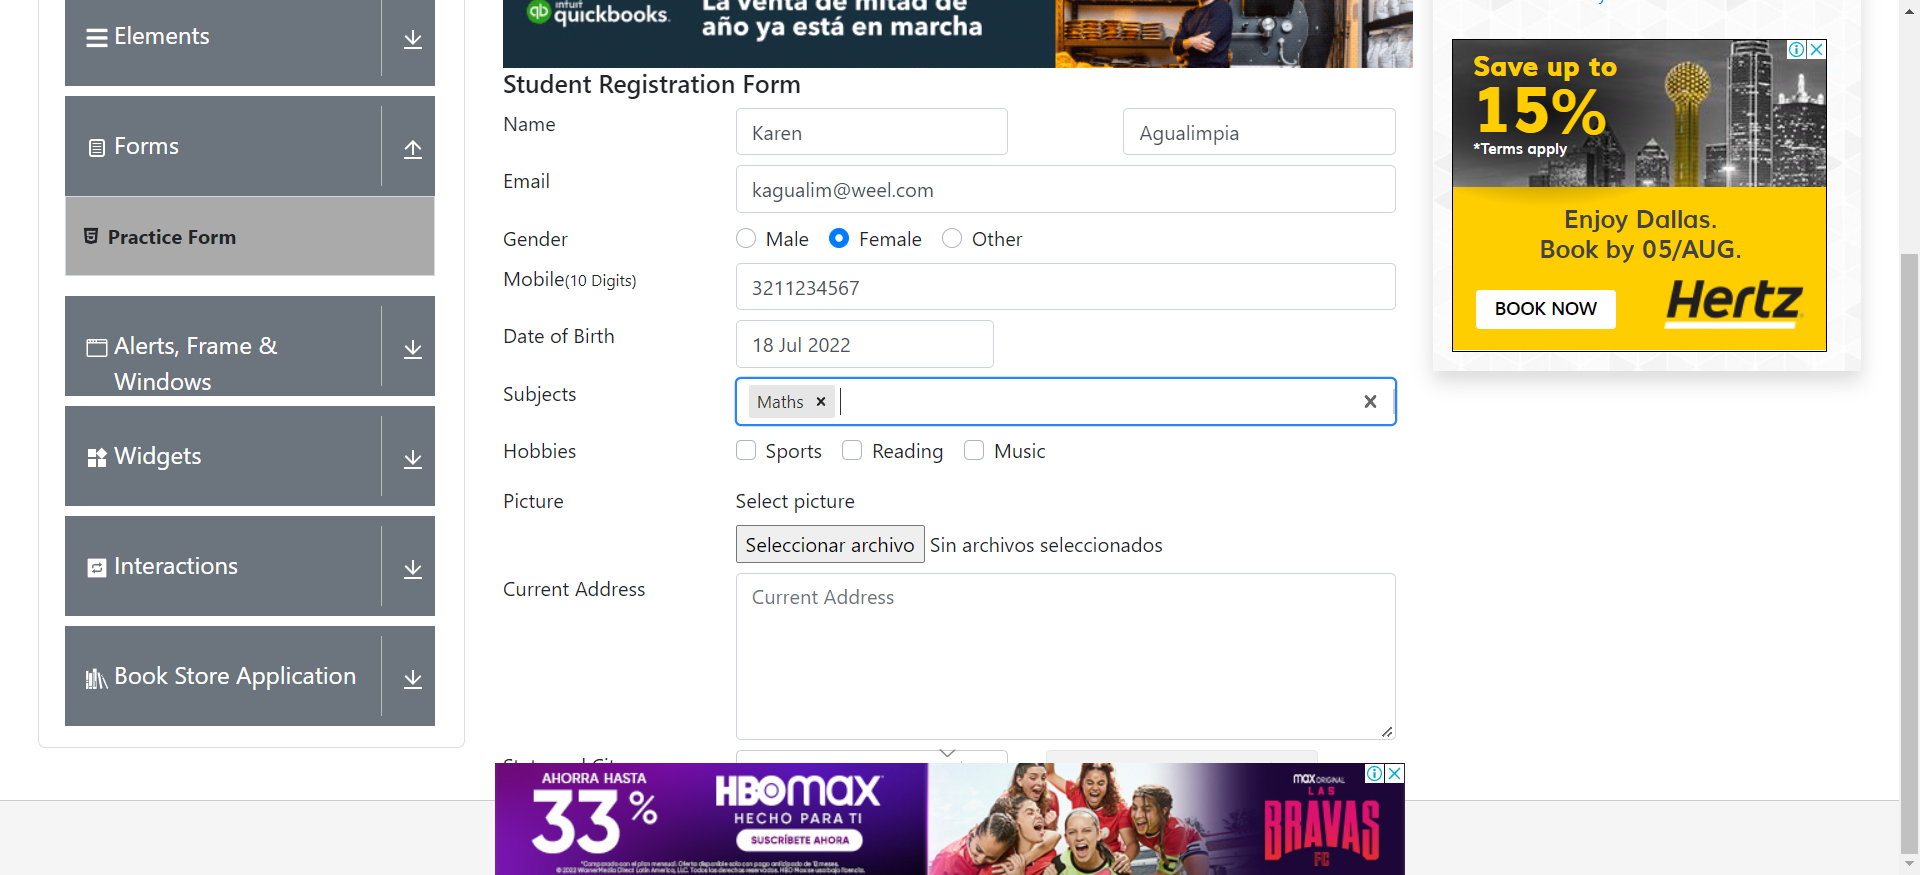 Elements
Forms
Practice Form
Alerts, Frame &
Windows
Widgets
Interactions
Book Store Application
intuit
qb quickbooks.
La venta de mitad de
año ya está en marcha
Student Registration Form
Name
Karen
Agualimpia
Email
kagualim@weel.com
Gender
Male
Female
Other
Mobile(10 Digits)
3211234567
Date of Birth
18 Jul 2022
Subjects
Maths
Hobbies
Sports
Reading
Music
Picture
Select picture
Seleccionar archivo Sin archivos seleccionados
Current Address
Current Address
Save up to
15%
*Terms apply
Enjoy Dallas.
Book by 05/AUG.
BOOK NOW
Hertz
AHORRA HASTA
33%
HBOMAX
HECHO PARA TI
SUSCRÍBETE AHORA
max ORIGINAL
LAS
BRAVAS
FC